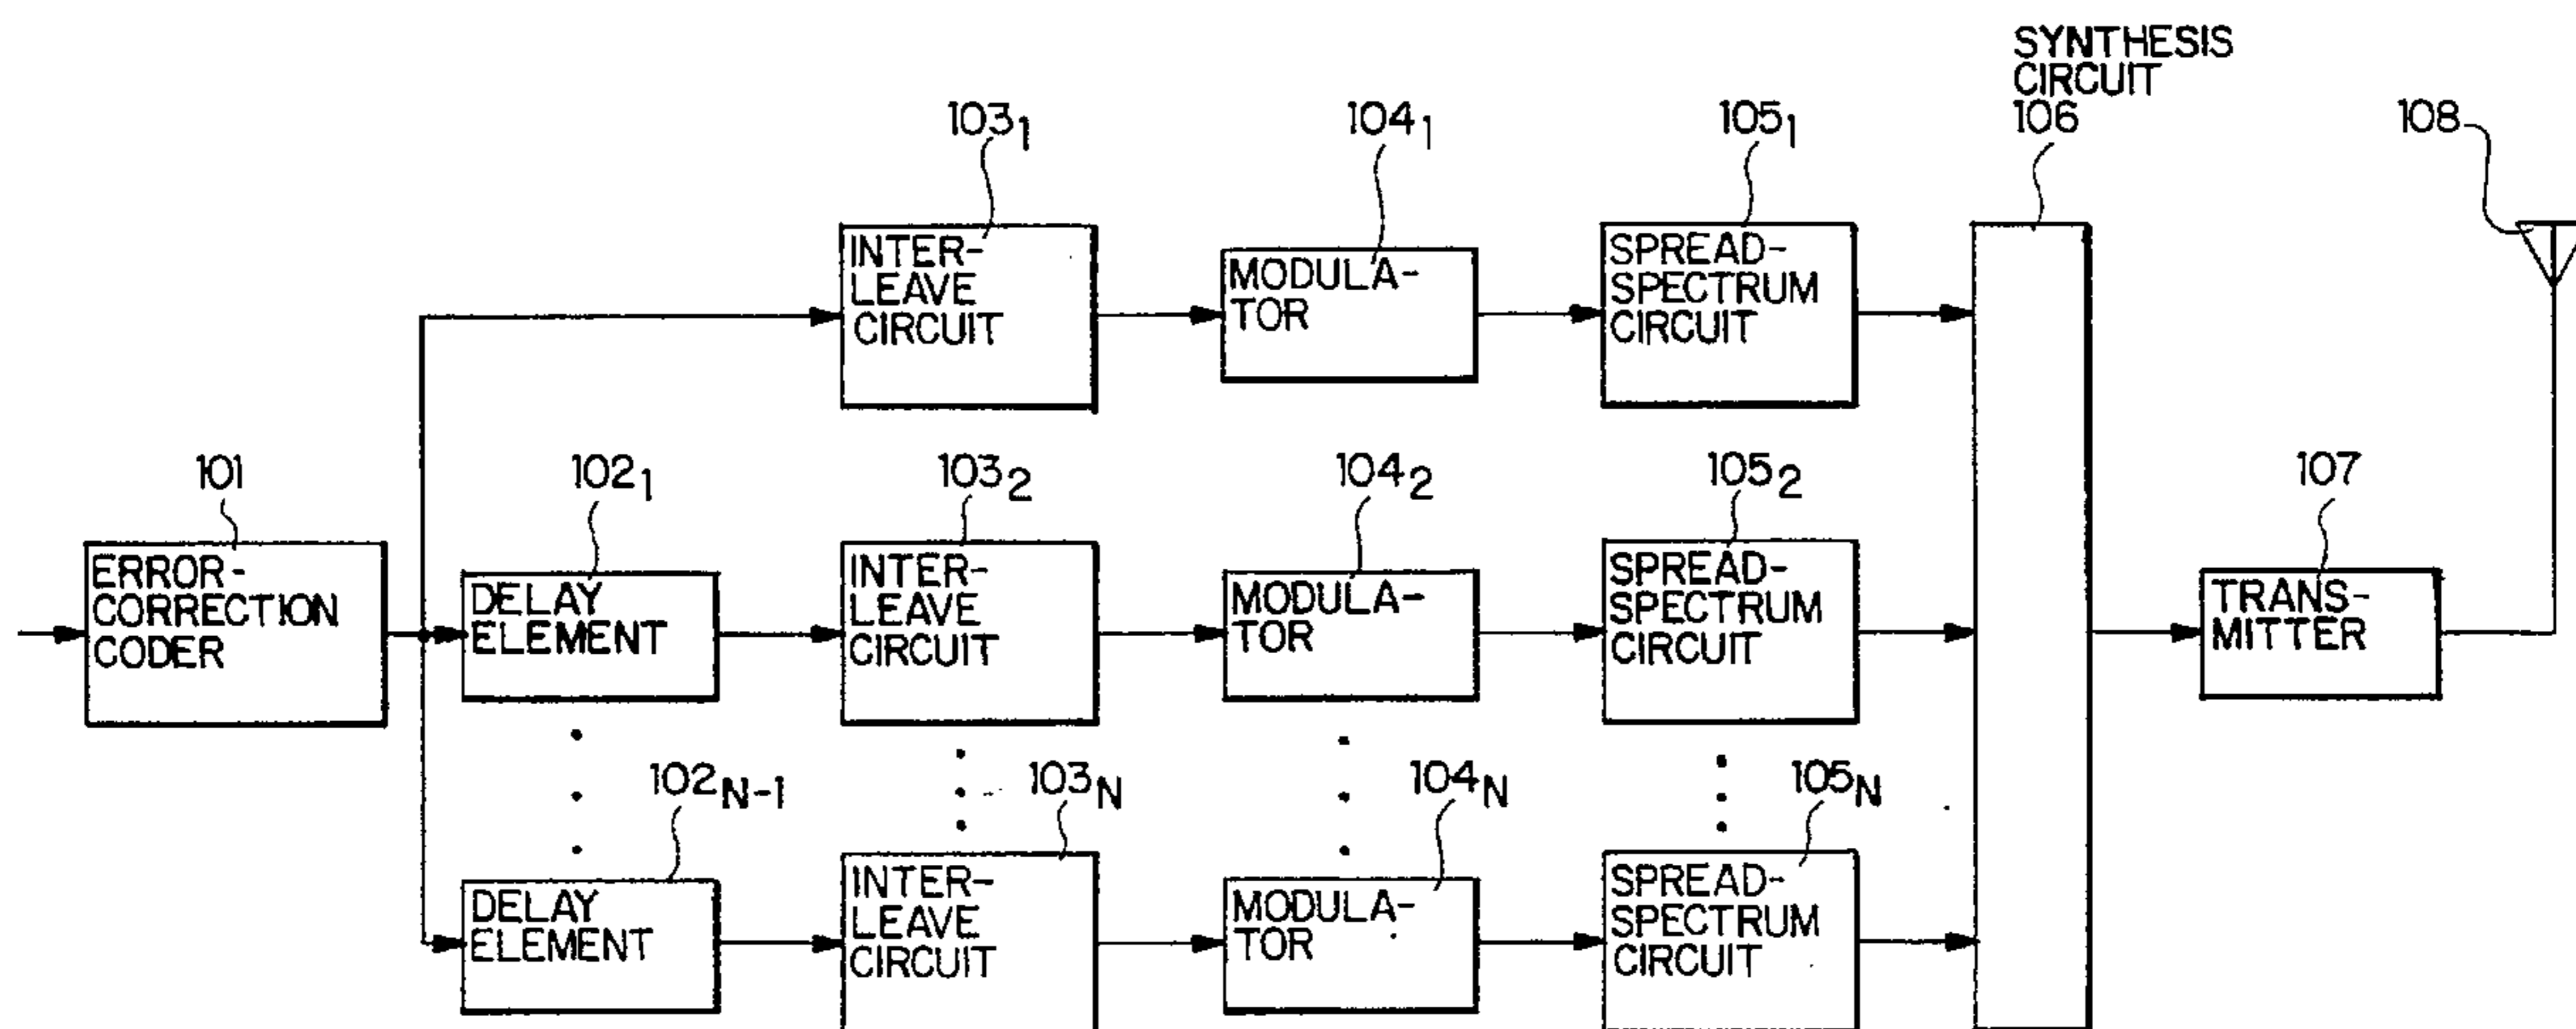 SYNTHESIS
CIRCUIT
106
108
103₁
104₁
105₁
INTER-
LEAVE
CIRCUIT
MODULA-
TOR
SPREAD-
SPECTRUM
CIRCUIT
101
102₁
103₂
104₂
105₂
107
ERROR-
CORRECTION
CODER
DELAY
ELEMENT
INTER-
LEAVE
CIRCUIT
MODULA-
TOR
SPREAD-
SPECTRUM
CIRCUIT
TRANS-
MITTER
102N-1
103N
104N
105N
DELAY
ELEMENT
INTER-
LEAVE
CIRCUIT
MODULA-
TOR
SPREAD-
SPECTRUM
CIRCUIT